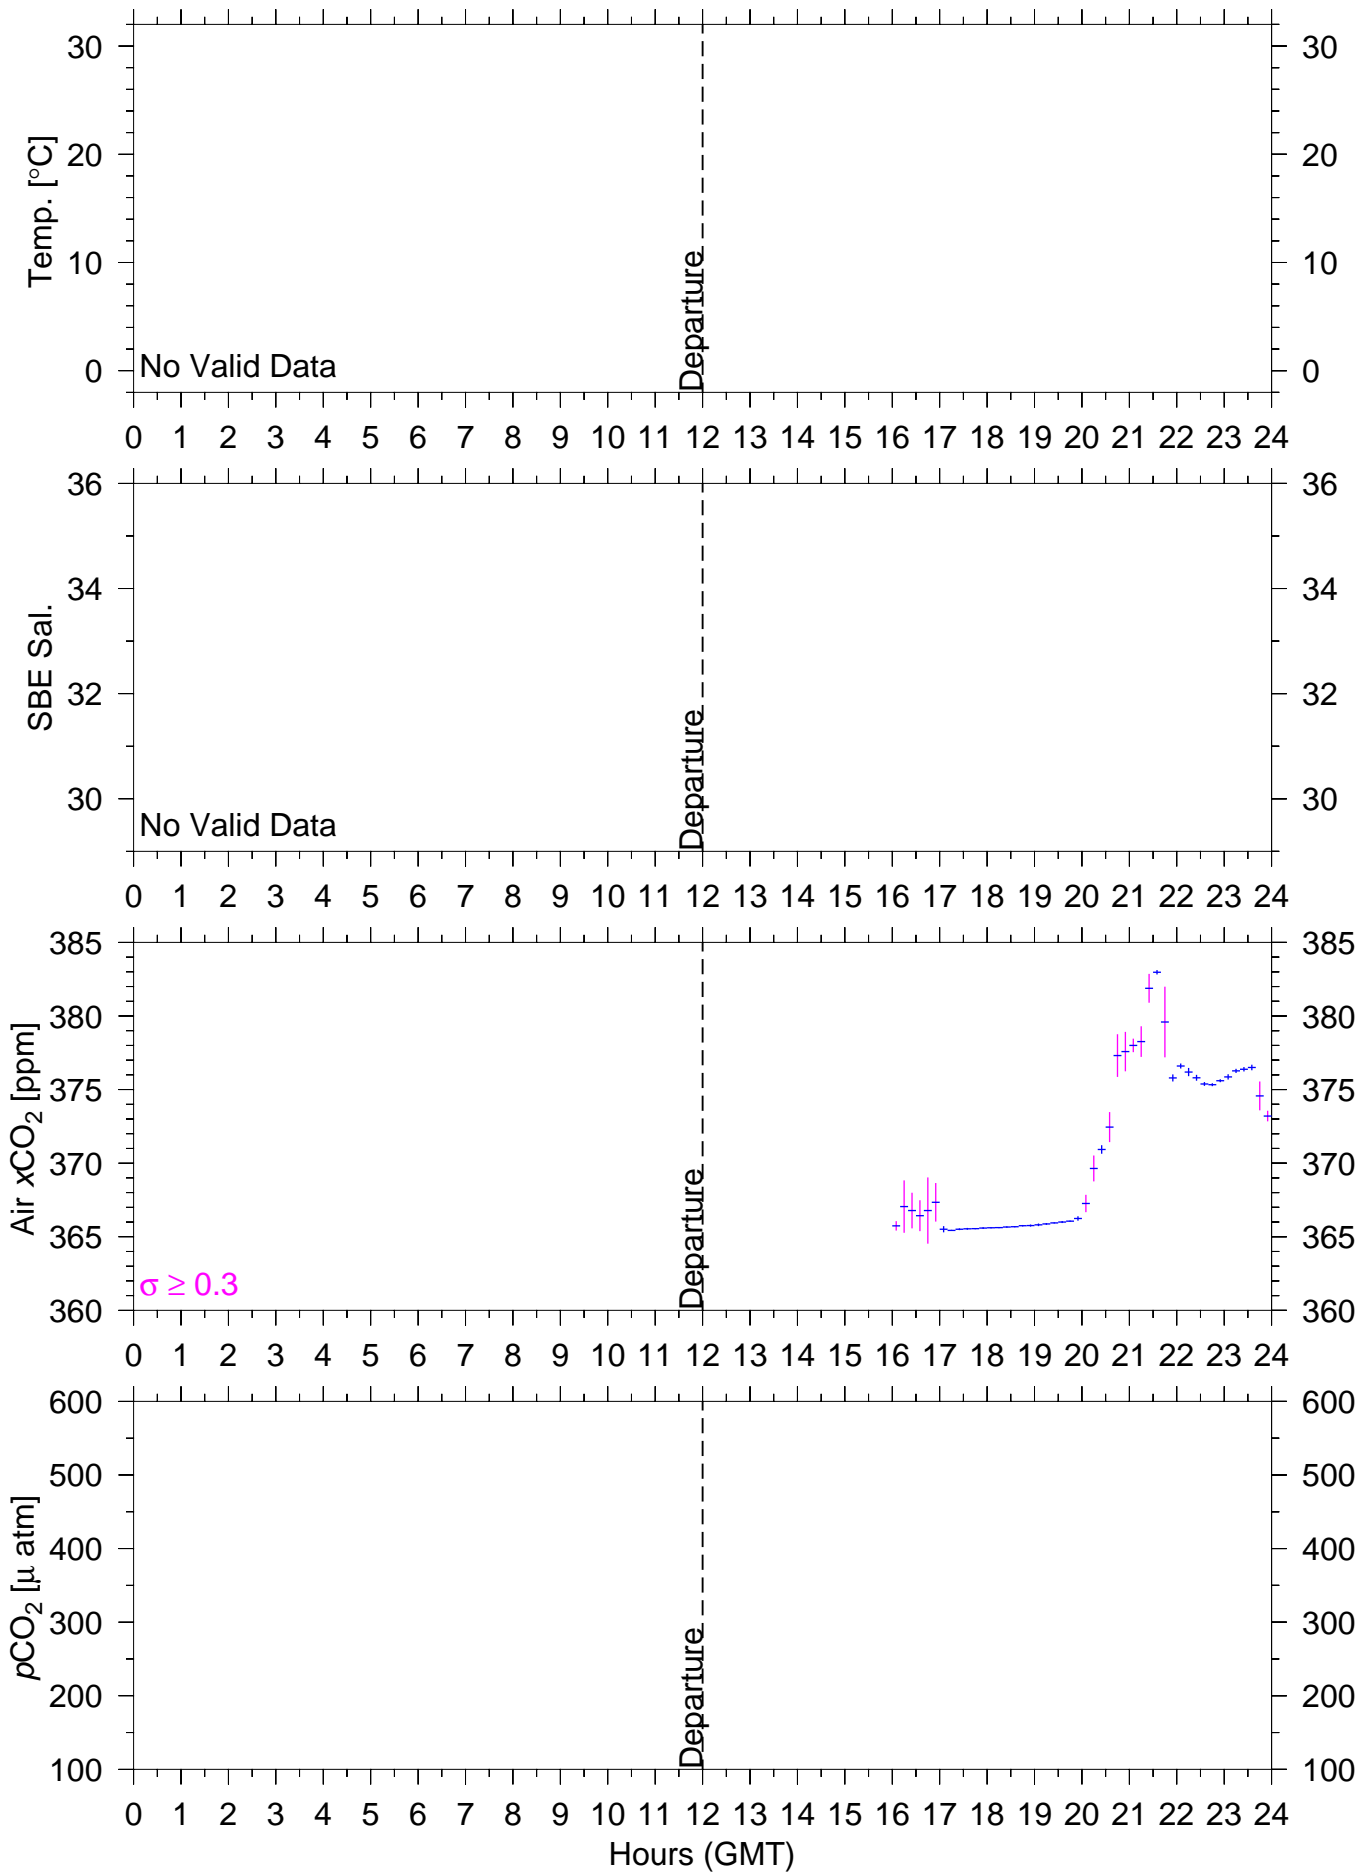 30 30
20 20
10 10
0 0
Temp. [°C]
No Valid Data
Departure
0 1 2 3 4 5 6 7 8 9 10 11 12 13 14 15 16 17 18 19 20 21 22 23 24
36 36
34 34
32 32
30 30
SBE Sal.
No Valid Data
Departure
0 1 2 3 4 5 6 7 8 9 10 11 12 13 14 15 16 17 18 19 20 21 22 23 24
385 385
380 380
375 375
370 370
365 365
360 360
Air xCO₂ [ppm]
σ ≥ 0.3
Departure
0 1 2 3 4 5 6 7 8 9 10 11 12 13 14 15 16 17 18 19 20 21 22 23 24
600 600
500 500
400 400
300 300
200 200
100 100
pCO₂ [μ atm]
Departure
0 1 2 3 4 5 6 7 8 9 10 11 12 13 14 15 16 17 18 19 20 21 22 23 24
Hours (GMT)